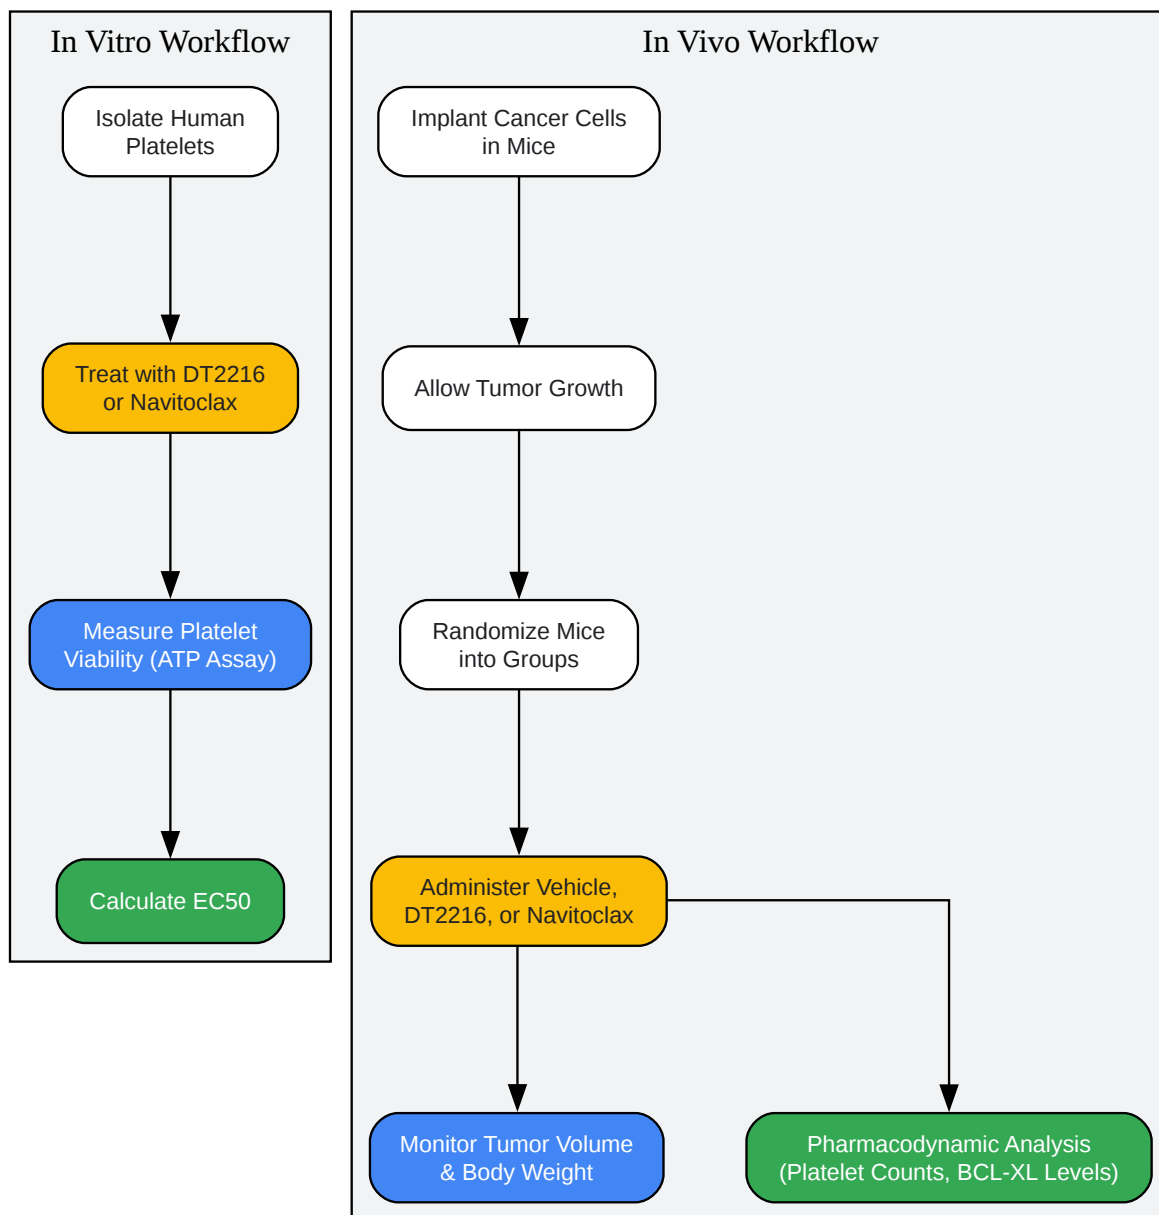 In Vitro Workflow
Isolate Human
Platelets
Treat with DT2216
or Navitoclax
Measure Platelet
Viability (ATP Assay)
Calculate EC50
In Vivo Workflow
Implant Cancer Cells
in Mice
Allow Tumor Growth
Randomize Mice
into Groups
Administer Vehicle,
DT2216, or Navitoclax
Monitor Tumor Volume
& Body Weight
Pharmacodynamic Analysis
(Platelet Counts, BCL-XL Levels)